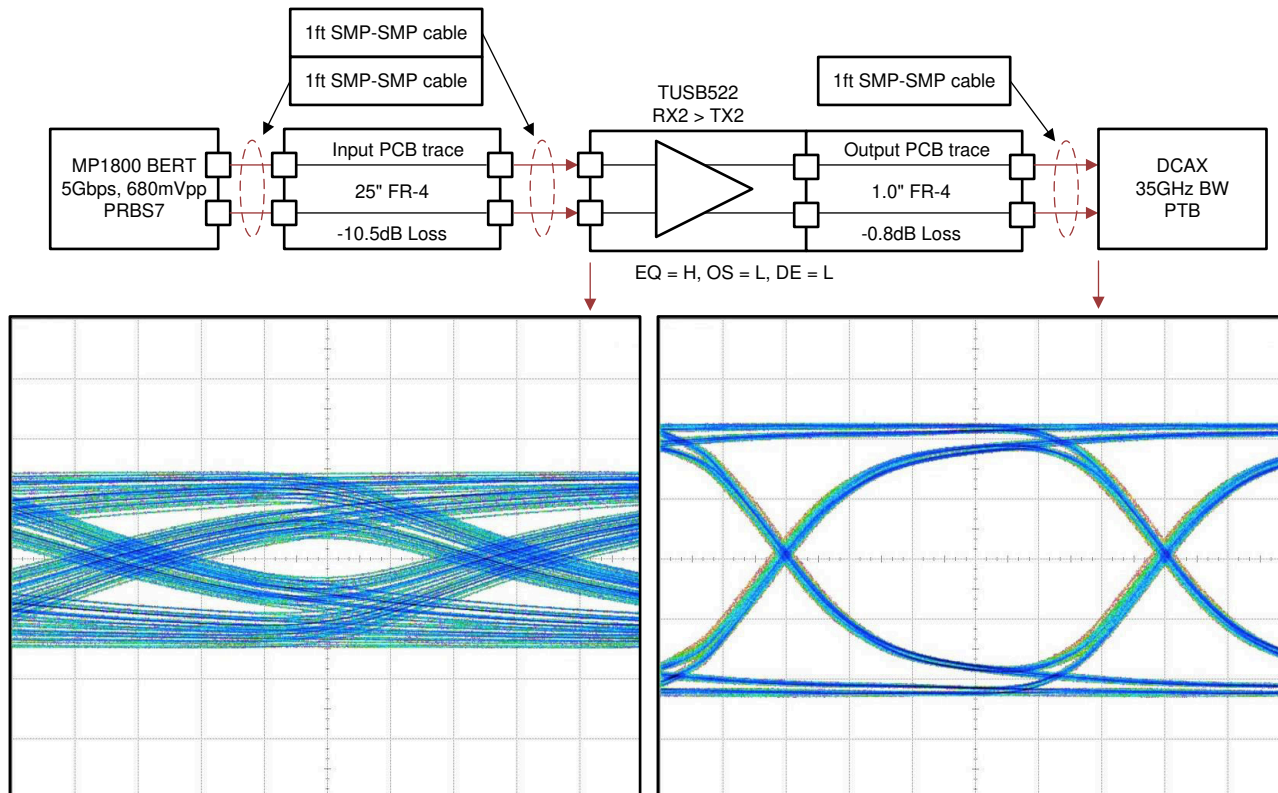 1ft SMP-SMP cable
1ft SMP-SMP cable
1ft SMP-SMP cable
MP1800 BERT
5Gbps, 680mVpp
PRBS7
Input PCB trace
25" FR-4
-10.5dB Loss
TUSB522
RX2 > TX2
Output PCB trace
1.0" FR-4
-0.8dB Loss
DCAX
35GHz BW
PTB
EQ = H, OS = L, DE = L